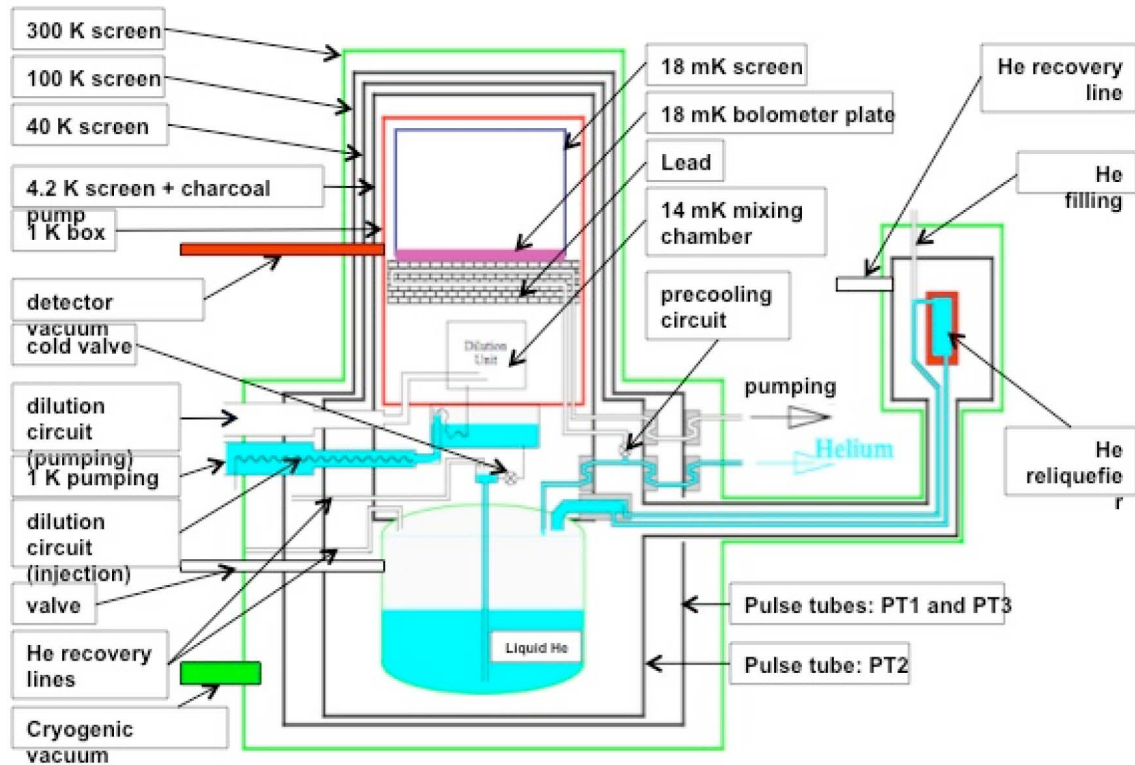 300 K screen
100 K screen
40 K screen
4.2 K screen + charcoal
pump
1 K box
detector
vacuum
cold valve
dilution
circuit
(pumping)
1 K pumping
dilution
circuit
(injection)
valve
He recovery
lines
Cryogenic
vacuum
18 mK screen
18 mK bolometer plate
Lead
14 mK mixing
chamber
precooling
circuit
Dilution
Unit
pumping
Helium
Liquid He
Pulse tubes: PT1 and PT3
Pulse tube: PT2
He recovery
line
He
filling
He
reliquefie
r